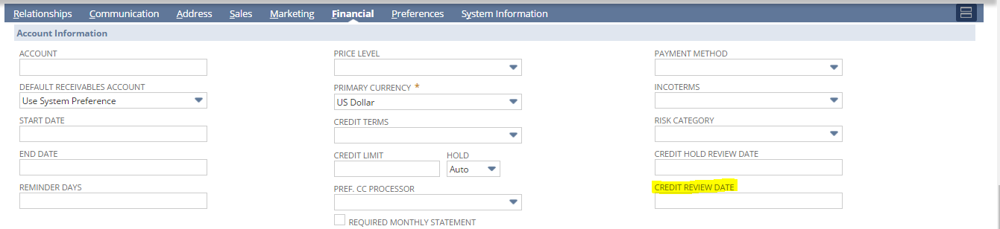 Relationships Communication Address Sales Marketing Financial Preferences System Information
Account Information
ACCOUNT
DEFAULT RECEIVABLES ACCOUNT
Use System Preference
START DATE
END DATE
REMINDER DAYS
PRICE LEVEL
PRIMARY CURRENCY *
US Dollar
CREDIT TERMS
CREDIT LIMIT HOLD
Auto
PREF. CC PROCESSOR
REQUIRED MONTHLY STATEMENT
PAYMENT METHOD
INCOTERMS
RISK CATEGORY
CREDIT HOLD REVIEW DATE
CREDIT REVIEW DATE